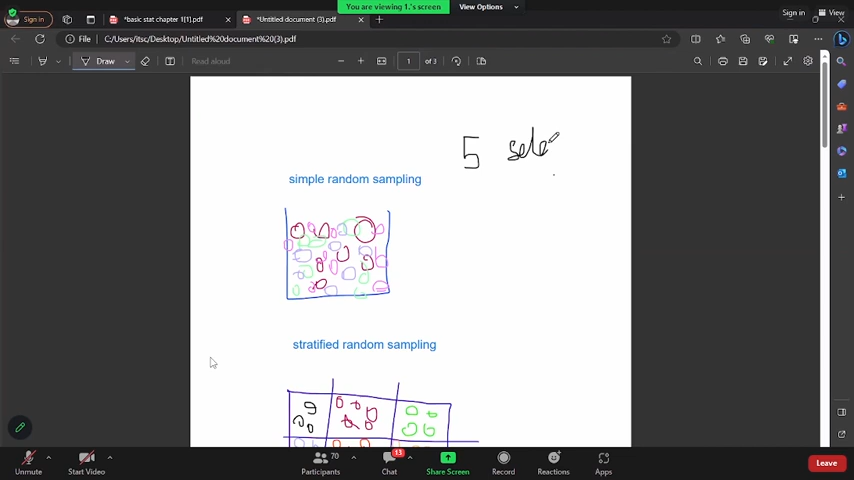 You are viewing 1.'s screen
View Options
Sign in
*basic stat chapter 1[1].pdf
*Untitled document (3).pdf
Sign in
View
File
C:/Users/itsc/Desktop/Untitled%20document%20(3).pdf
Draw
Read aloud
1
of 3
5 sele
simple random sampling
stratified random sampling
Unmute
Start Video
70
Participants
13
Chat
Share Screen
Record
Reactions
Apps
Leave